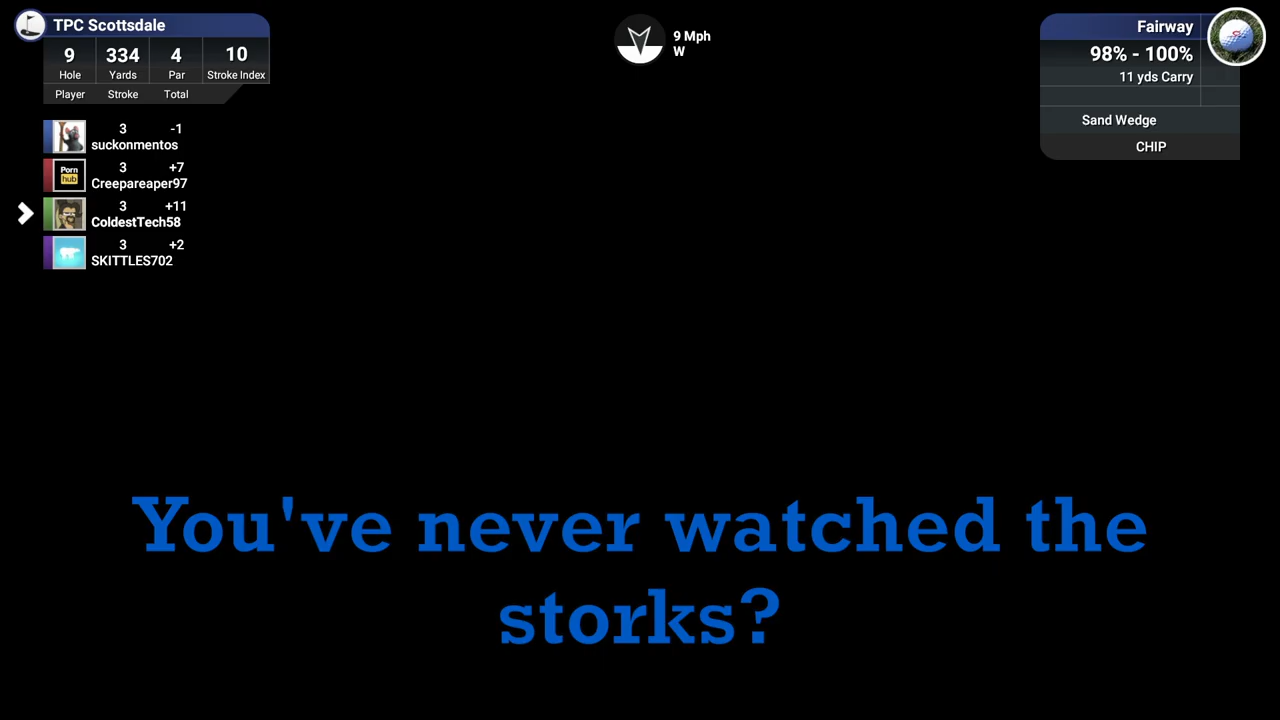 TPC Scottsdale
9 334 4 10
Hole Yards Par Stroke Index
Player Stroke Total
3 -1
suckonmentos
Porn
hub
3 +7
Creepareaper97
3 +11
ColdestTech58
3 +2
SKITTLES702
9 Mph
W
Fairway
98% - 100%
11 yds Carry
Sand Wedge
CHIP
You've never watched the
storks?